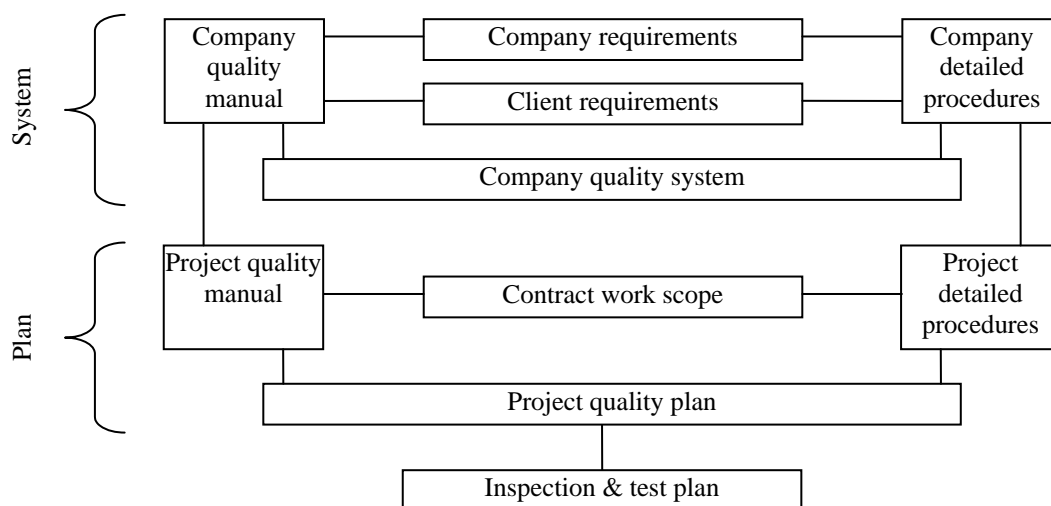 System
Company
quality
manual
Company requirements
Client requirements
Company
detailed
procedures
Company quality system
Plan
Project quality
manual
Contract work scope
Project
detailed
procedures
Project quality plan
Inspection & test plan